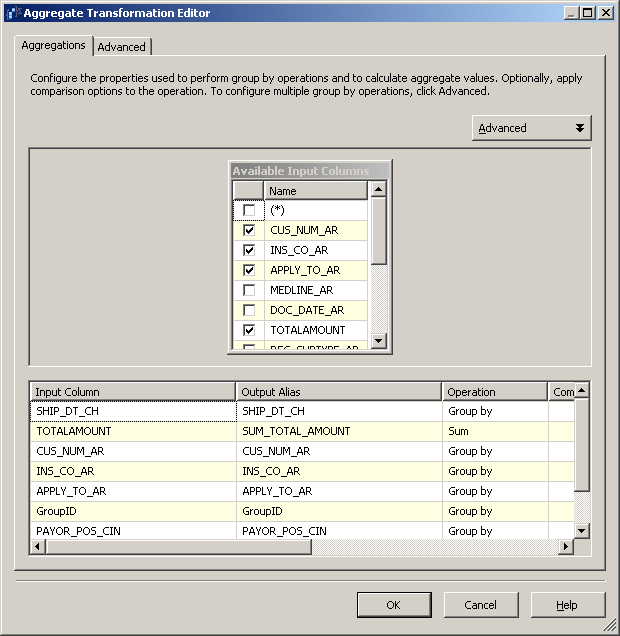 Aggregate Transformation Editor
Aggregations Advanced
Configure the properties used to perform group by operations and to calculate aggregate values. Optionally, apply
comparison options to the operation. To configure multiple group by operations, click Advanced.
Advanced
Available Input Columns
Name
(*)
CUS_NUM_AR
INS_CO_AR
APPLY_TO_AR
MEDLINE_AR
DOC_DATE_AR
TOTALAMOUNT
Input Column Output Alias Operation Com
SHIP_DT_CH SHIP_DT_CH Group by
TOTALAMOUNT SUM_TOTAL_AMOUNT Sum
CUS_NUM_AR CUS_NUM_AR Group by
INS_CO_AR INS_CO_AR Group by
APPLY_TO_AR APPLY_TO_AR Group by
GroupID GroupID Group by
PAYOR_POS_CIN PAYOR_POS_CIN Group by
OK Cancel Help